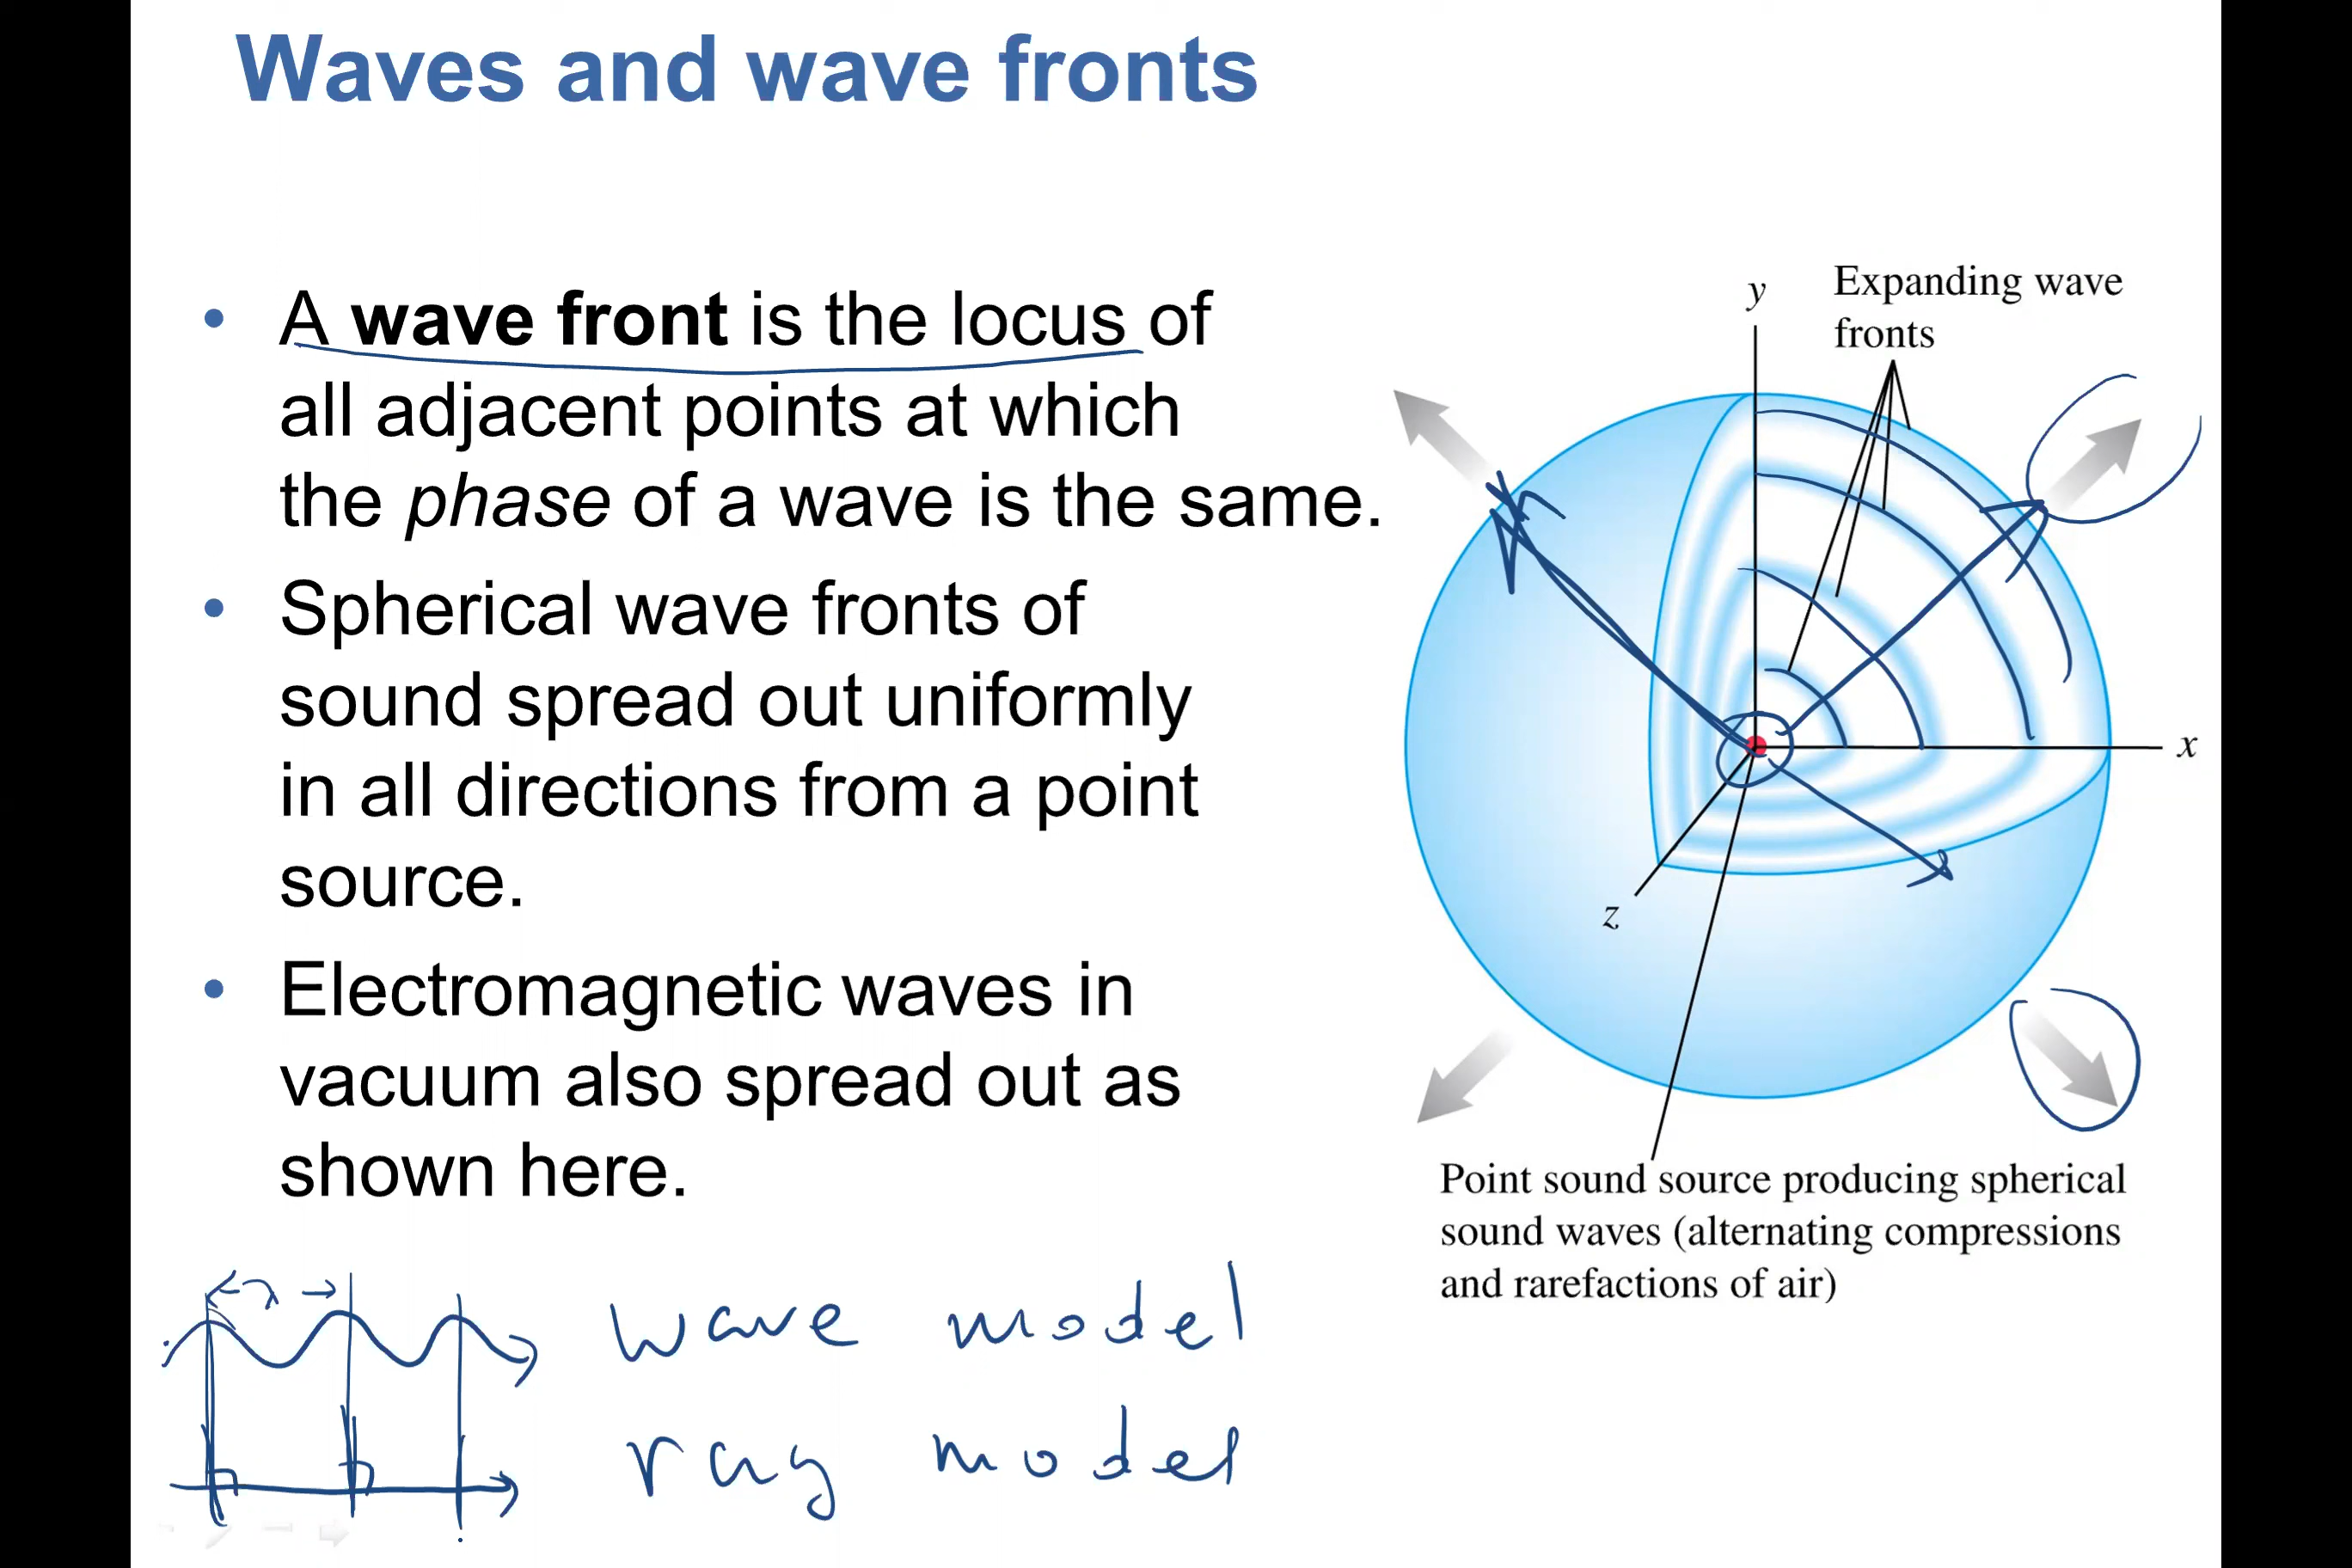 Waves and wave fronts
• A wave front is the locus of
all adjacent points at which
the phase of a wave is the same.
• Spherical wave fronts of
sound spread out uniformly
in all directions from a point
source.
• Electromagnetic waves in
vacuum also spread out as
shown here.
Expanding wave
fronts
y
x
z
Point sound source producing spherical
sound waves (alternating compressions
and rarefactions of air)
λ
wave model
ray model